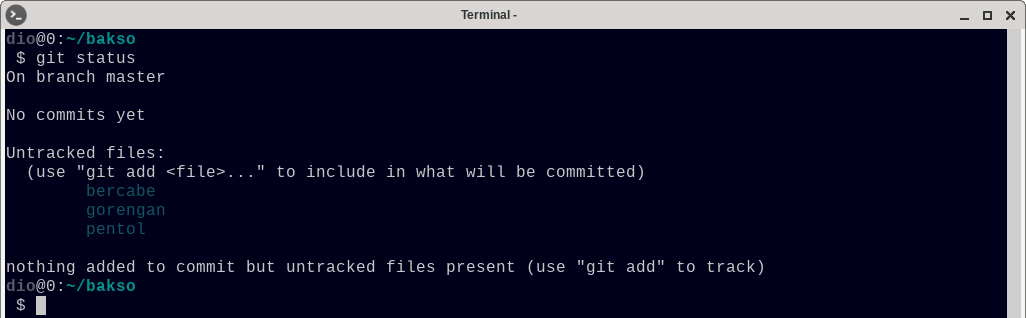 Terminal -
dio@0:~/bakso
$ git status
On branch master
No commits yet
Untracked files:
(use "git add <file>..." to include in what will be committed)
bercabe
gorengan
pentol
nothing added to commit but untracked files present (use "git add" to track)
dio@0:~/bakso
$